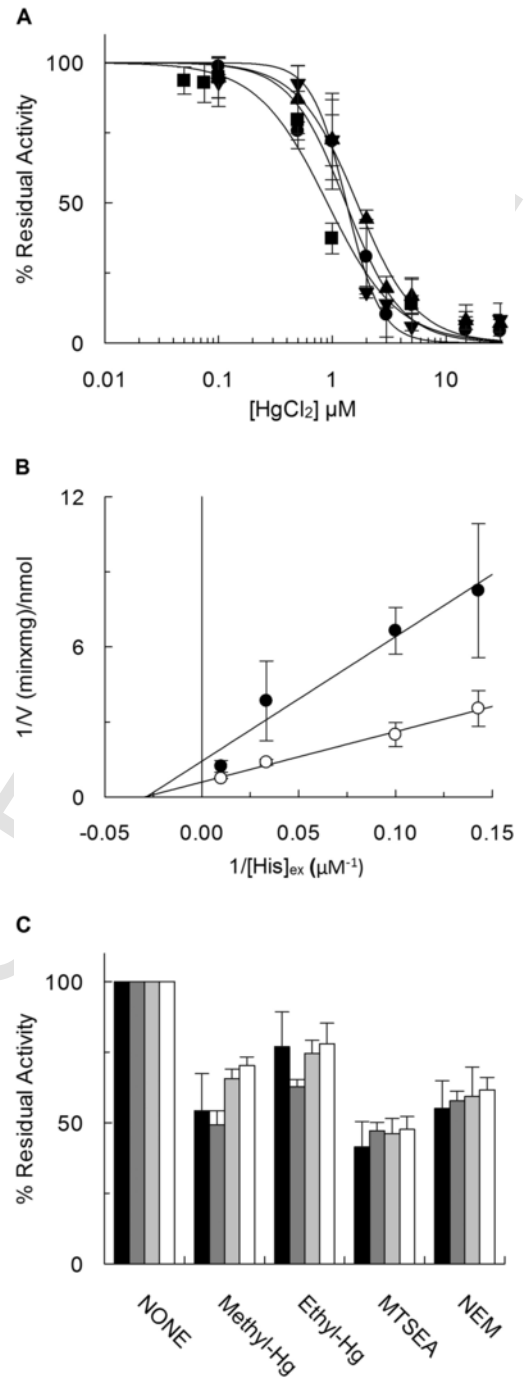 A
100
50
0
% Residual Activity
0.01 0.1 1 10
[HgCl₂] µM
B
12
6
0
1/V (minxmg)/nmol
-0.05 0.00 0.05 0.10 0.15
1/[His]ex (µM⁻¹)
C
100
50
0
% Residual Activity
NONE
Methyl-Hg
Ethyl-Hg
MTSEA
NEM